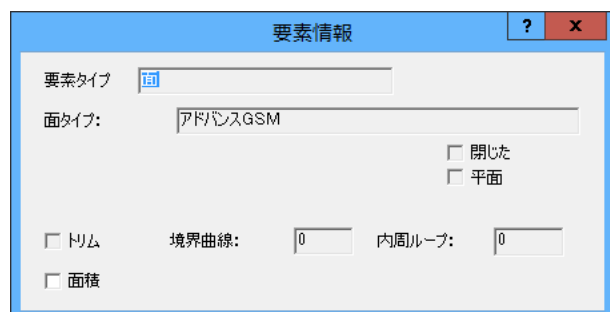 要素情報 ? x
要素タイプ 面
面タイプ: アドバンスGSM
閉じた
平面
トリム 境界曲線: 0 内周ループ: 0
面積